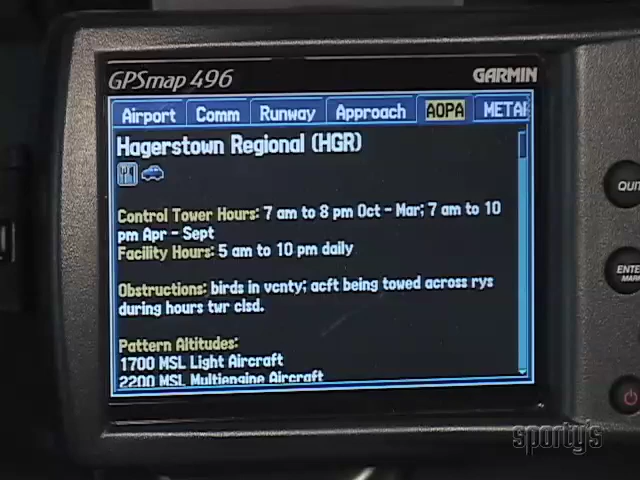 GPSmap 496 GARMIN
Airport Comm Runway Approach AOPA METAR
Hagerstown Regional (HGR)
Control Tower Hours: 7 am to 8 pm Oct - Mar; 7 am to 10
pm Apr - Sept
Facility Hours: 5 am to 10 pm daily
Obstructions: birds in vcnty; acft being towed across rys
during hours twr clsd.
Pattern Altitudes:
1700 MSL Light Aircraft
2200 MSL Multiengine Aircraft
QUIT
ENTER
MARK
sporty's